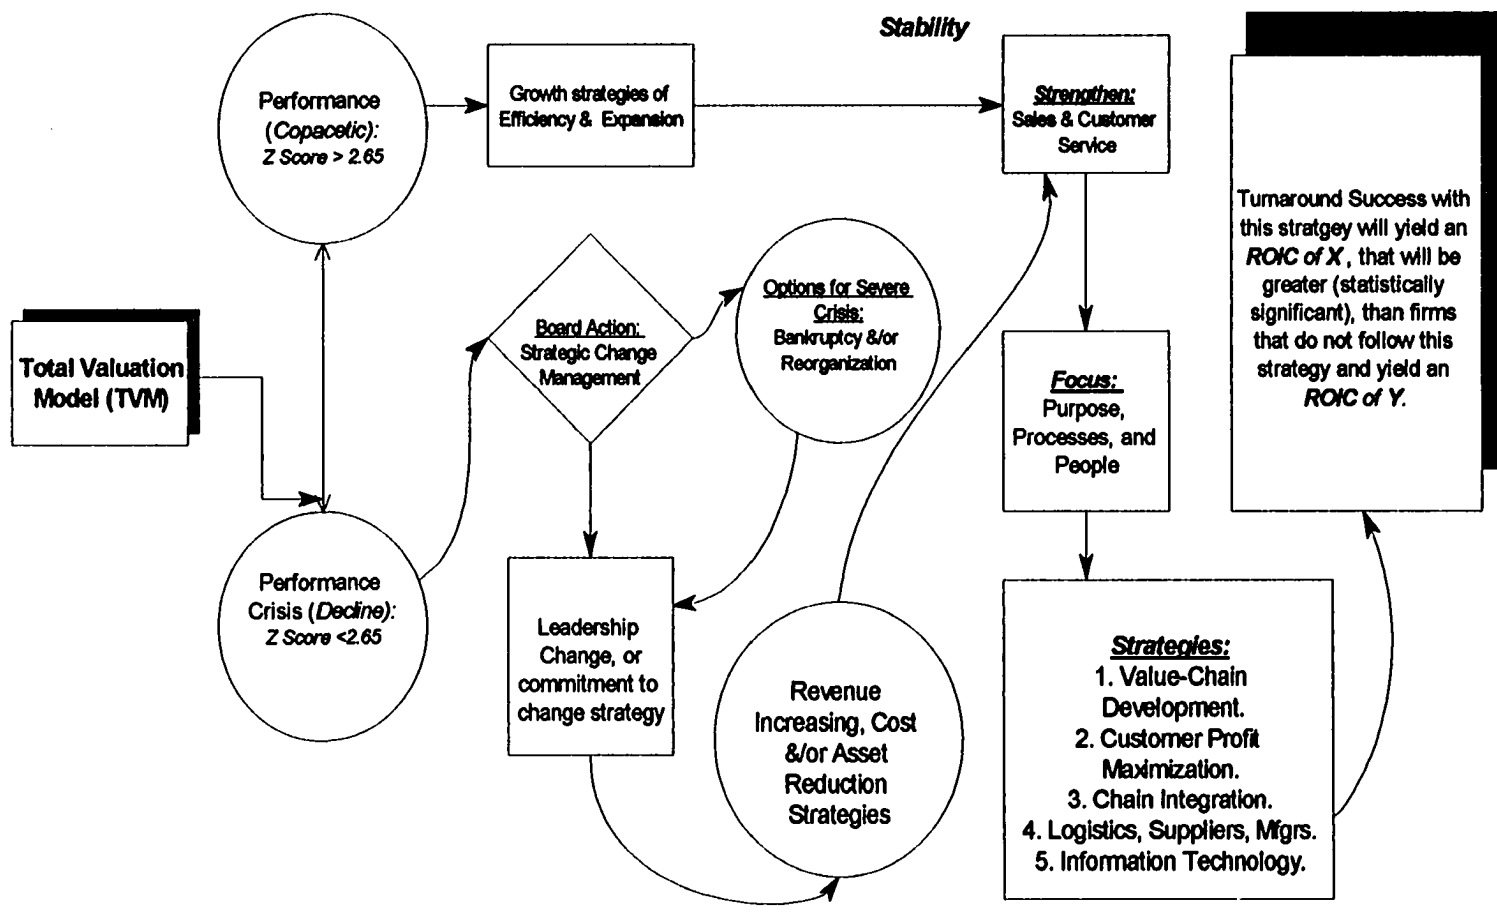 Stability
Performance
(Copacetic):
Z Score > 2.65
Growth strategies of
Efficiency & Expansion
Strengthen:
Sales & Customer
Service
Turnaround Success with
this stratgey will yield an
ROIC of X, that will be
greater (statistically
significant), than firms
that do not follow this
strategy and yield an
ROIC of Y.
Total Valuation
Model (TVM)
Board Action:
Strategic Change
Management
Options for Severe
Crisis:
Bankruptcy &/or
Reorganization
Focus:
Purpose,
Processes, and
People
Performance
Crisis (Decline):
Z Score <2.65
Leadership
Change, or
commitment to
change strategy
Revenue
Increasing, Cost
&/or Asset
Reduction
Strategies
Strategies:
1. Value-Chain
Development.
2. Customer Profit
Maximization.
3. Chain Integration.
4. Logistics, Suppliers, Mfgrs.
5. Information Technology.